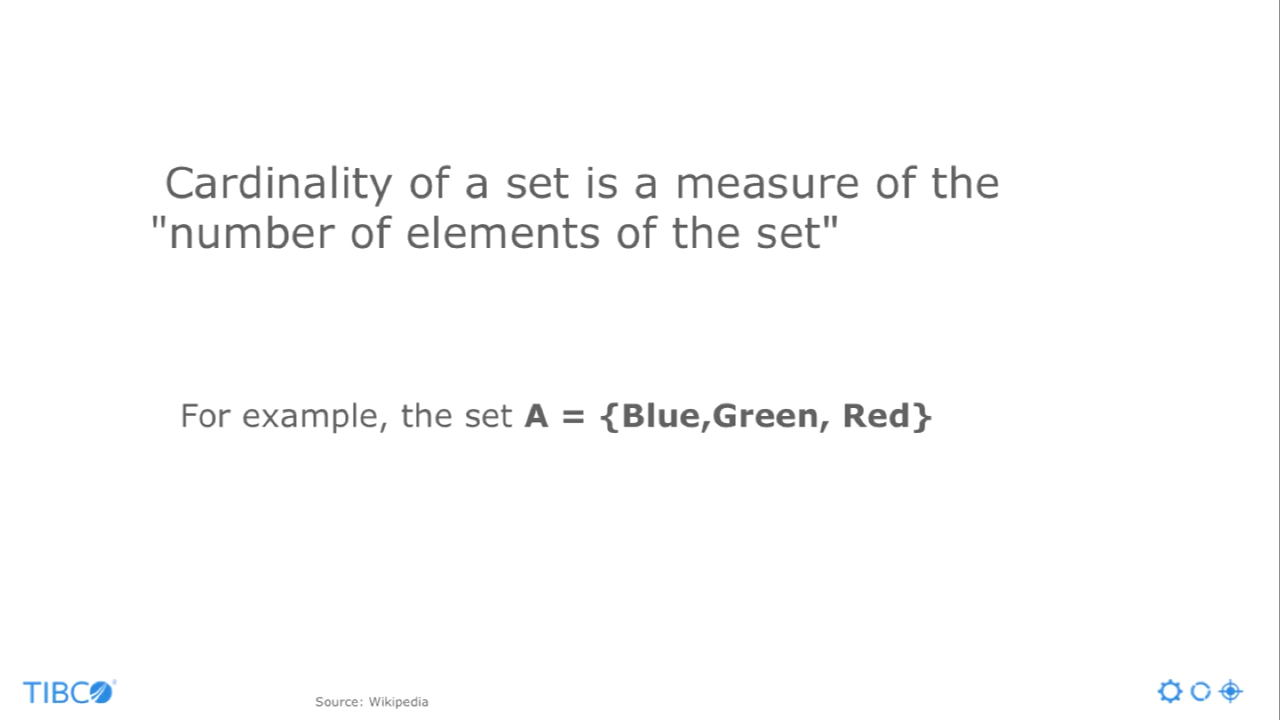 Cardinality of a set is a measure of the
"number of elements of the set"
For example, the set A = {Blue,Green, Red}
TIBCO®
Source: Wikipedia